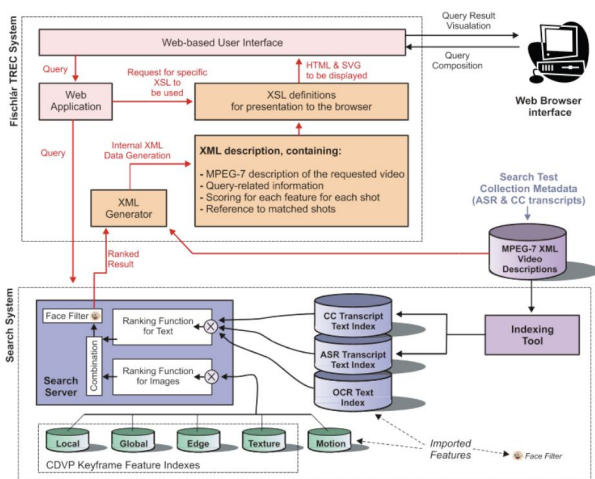 Fischlár TREC System
Web-based User Interface
Query Result
Visualation
Query
Composition
Web Browser
interface
Query
Request for specific
XSL to
be used
HTML & SVG
to be displayed
Web
Application
XSL definitions
for presentation to the browser
Query
Internal XML
Data Generation
XML description, containing:
- MPEG-7 description of the requested video
- Query-related information
- Scoring for each feature for each shot
- Reference to matched shots
XML
Generator
Search Test
Collection Metadata
(ASR & CC transcripts)
Ranked
Result
MPEG-7 XML
Video
Descriptions
Search System
Face Filter
Ranking Function
for Text
CC Transcript
Text Index
Indexing
Tool
ASR Transcript
Text Index
Combination
Search
Server
Ranking
Function for Images
OCR Text
Index
Local
Global
Edge
Texture
Motion
Imported
Features
Face Filter
CDVP Keyframe Feature Indexes